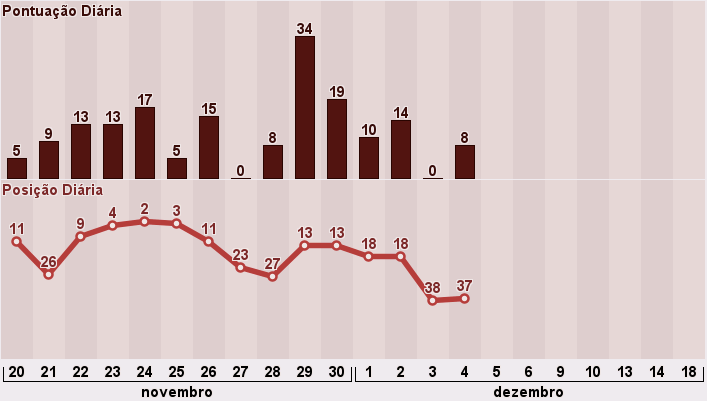 Pontuação Diária
5 9 13 13 17 5 15 0 8 34 19 10 14 0 8
Posição Diária
11 26 9 4 2 3 11 23 27 13 13 18 18 38 37
20 21 22 23 24 25 26 27 28 29 30 1 2 3 4 5 6 9 10 13 14 18
novembro dezembro